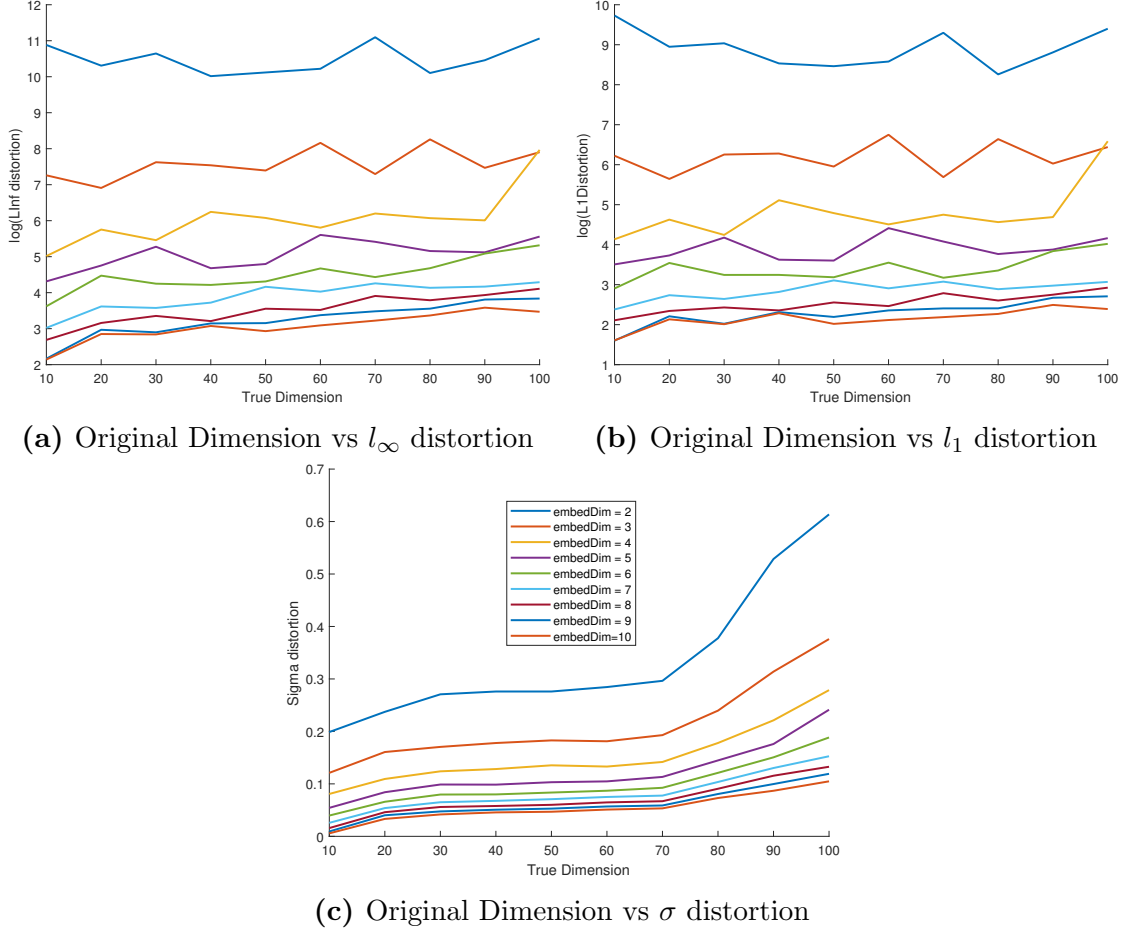 12
11
10
9
8
7
6
5
4
3
2
log(LInf distortion)
10 20 30 40 50 60 70 80 90 100
True Dimension
(a) Original Dimension vs l∞ distortion
10
9
8
7
6
5
4
3
2
1
log(L1Distortion)
10 20 30 40 50 60 70 80 90 100
True Dimension
(b) Original Dimension vs l₁ distortion
0.7
0.6
0.5
0.4
0.3
0.2
0.1
0
Sigma distortion
embedDim = 2
embedDim = 3
embedDim = 4
embedDim = 5
embedDim = 6
embedDim = 7
embedDim = 8
embedDim = 9
embedDim=10
10 20 30 40 50 60 70 80 90 100
True Dimension
(c) Original Dimension vs σ distortion